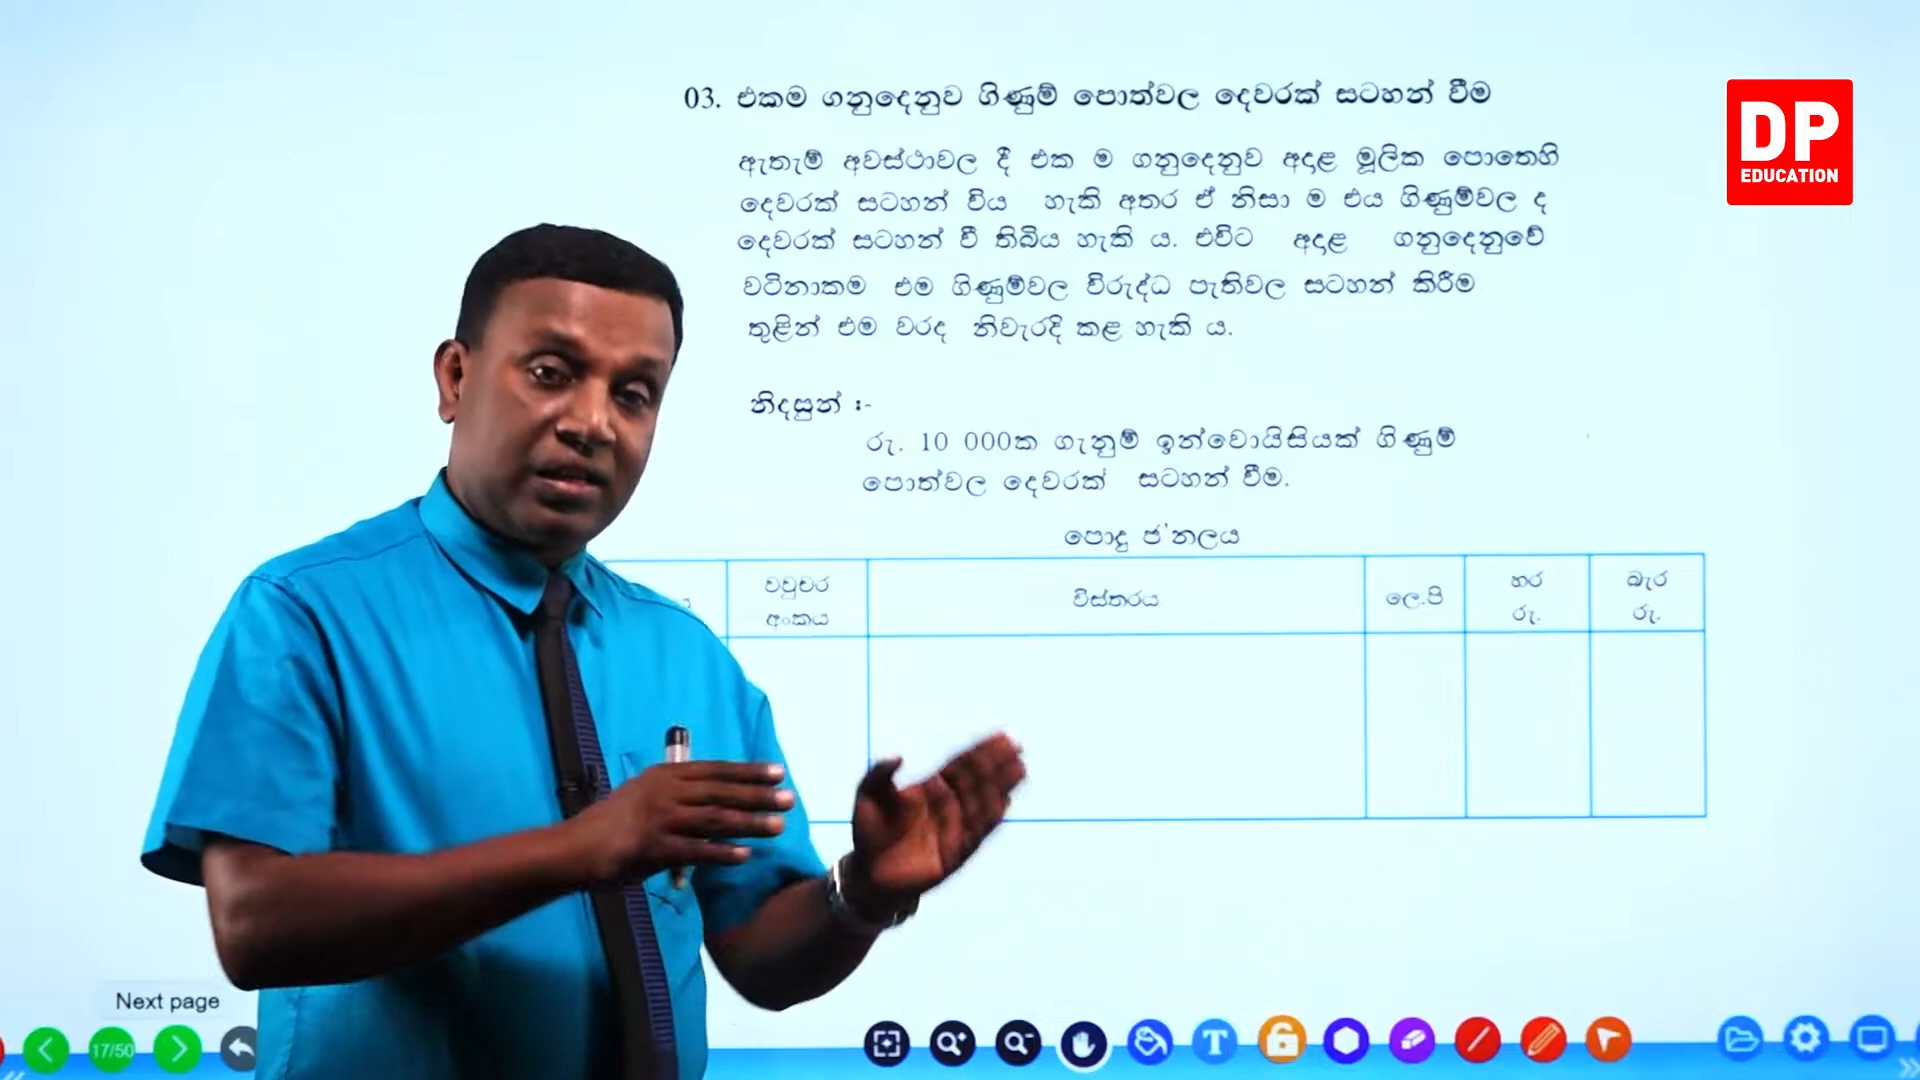 03. එකම ගනුදෙනුව ගිණුම් පොත්වල දෙවරක් සටහන් වීම
DP
EDUCATION
ඇතැම් අවස්ථාවල දී එක ම ගනුදෙනුව අදාළ මූලික පොතෙහි
දෙවරක් සටහන් විය හැකි අතර ඒ නිසා ම එය ගිණුම්වල ද
දෙවරක් සටහන් වී තිබිය හැකි ය. එවිට අදාළ ගනුදෙනුවේ
වටිනාකම එම ගිණුම්වල විරුද්ධ පැතිවල සටහන් කිරීම
තුළින් එම වරද නිවැරදි කළ හැකි ය.
නිදසුන් :-
රු. 10 000ක ගැනුම් ඉන්වොයිසියක් ගිණුම්
පොත්වල දෙවරක් සටහන් වීම.
පොදු ජ'නලය
වවුචර අංකය
විස්තරය
ලෙ.පි
හර රු.
බැර රු.
Next page
17/50